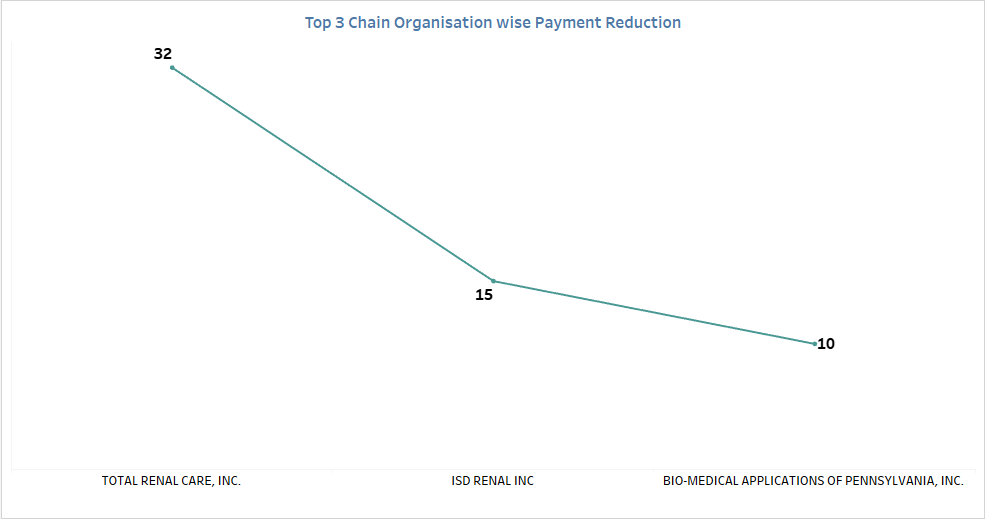 Top 3 Chain Organisation wise Payment Reduction
32
15
10
TOTAL RENAL CARE, INC.
ISD RENAL INC
BIO-MEDICAL APPLICATIONS OF PENNSYLVANIA, INC.